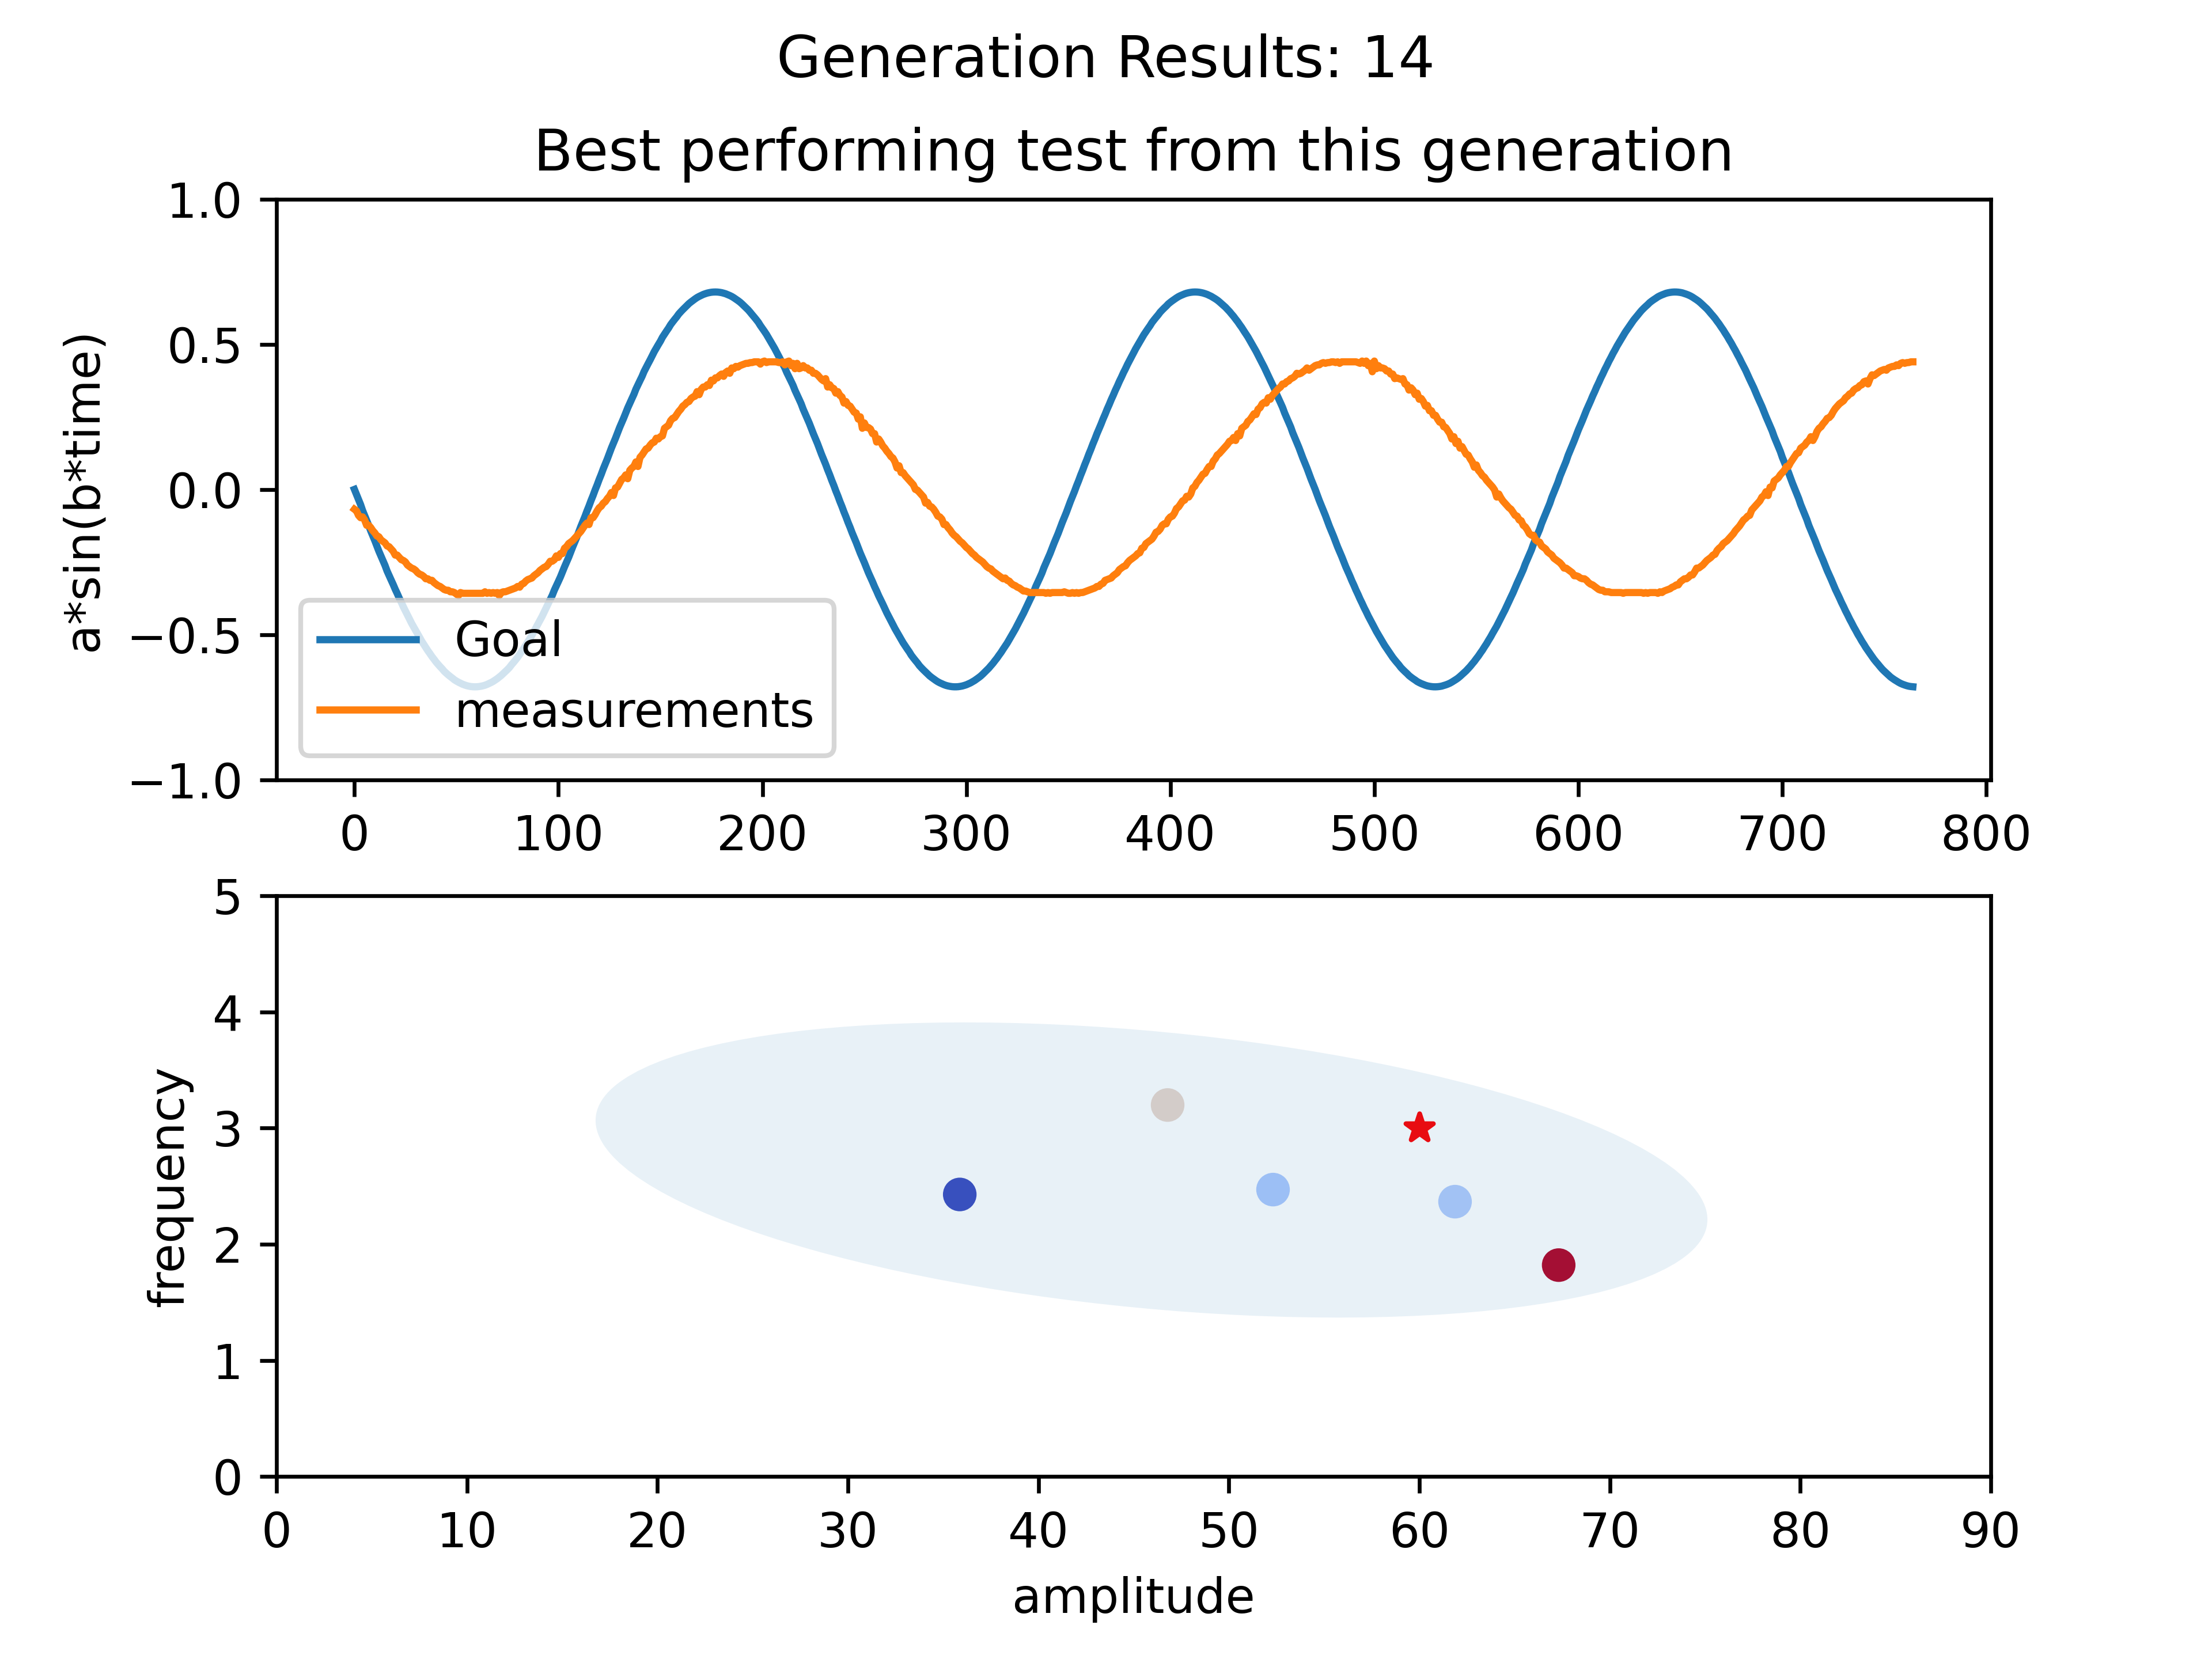 Generation Results: 14
Best performing test from this generation
1.0
0.5
0.0
−0.5
−1.0
a*sin(b*time)
Goal
measurements
0 100 200 300 400 500 600 700 800
5
4
3
2
1
0
frequency
0 10 20 30 40 50 60 70 80 90
amplitude